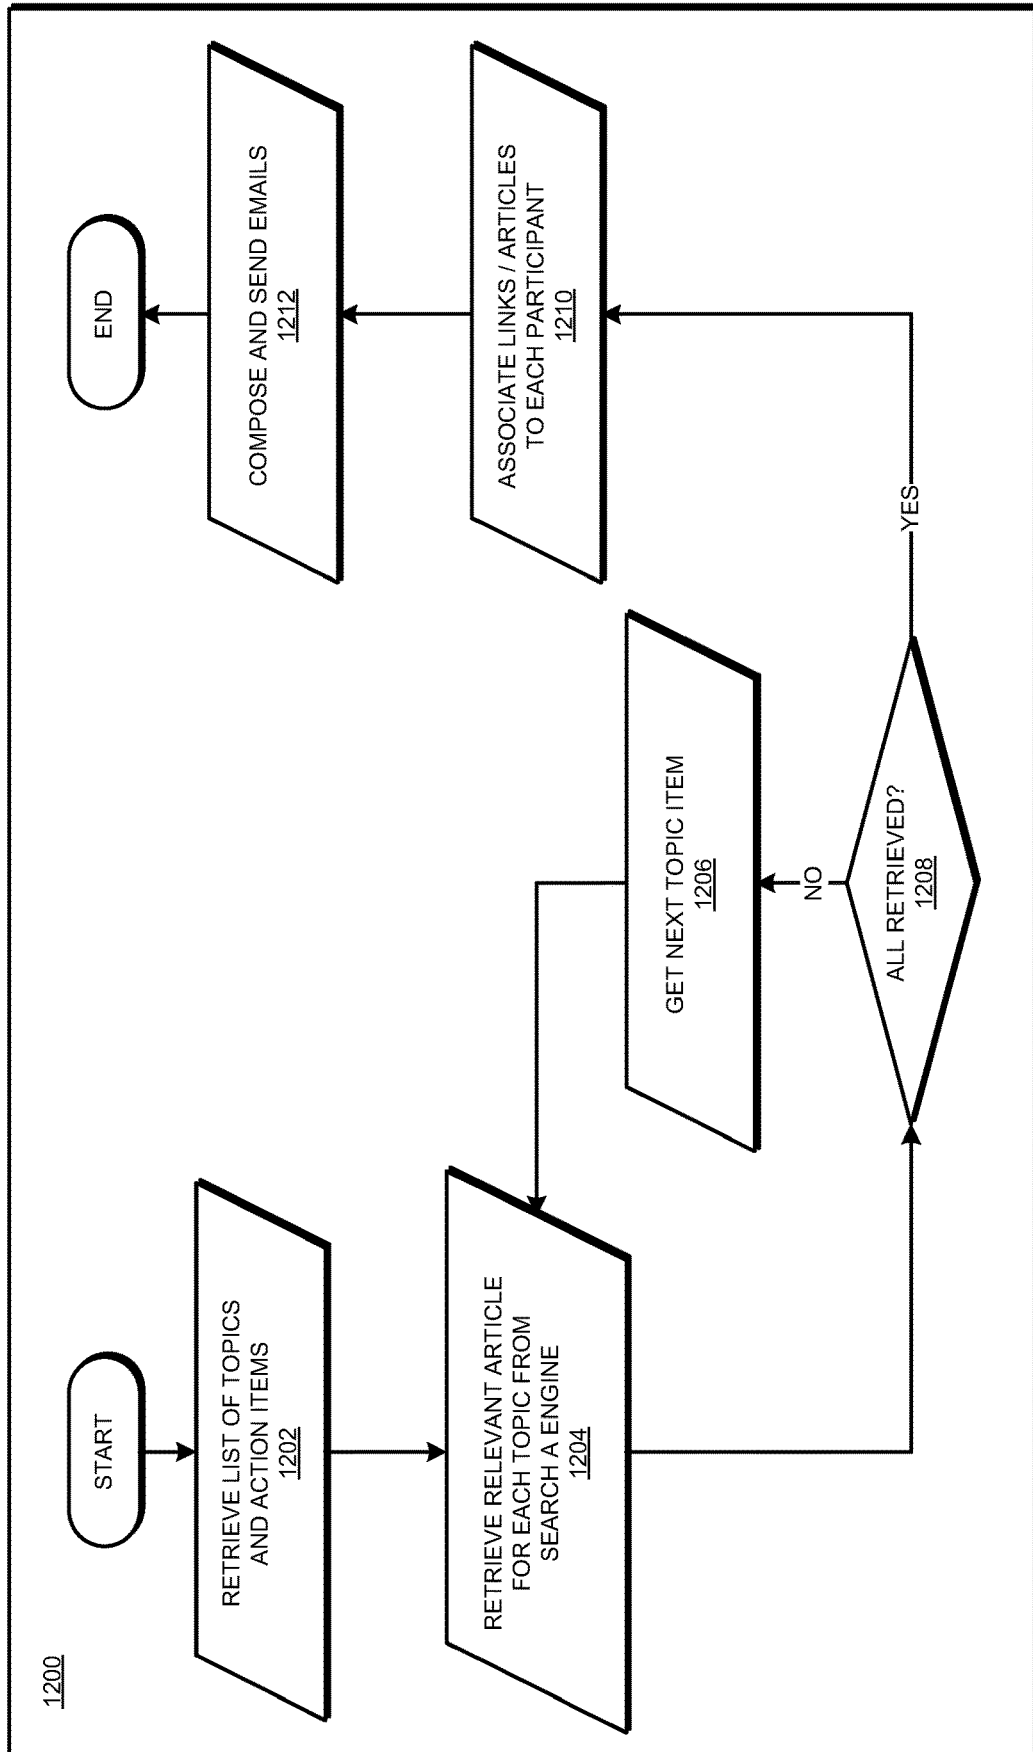 1200
START
RETRIEVE LIST OF TOPICS
AND ACTION ITEMS
1202
RETRIEVE RELEVANT ARTICLE
FOR EACH TOPIC FROM
SEARCH A ENGINE
1204
GET NEXT TOPIC ITEM
1206
NO
ALL RETRIEVED?
1208
YES
ASSOCIATE LINKS / ARTICLES
TO EACH PARTICIPANT
1210
COMPOSE AND SEND EMAILS
1212
END